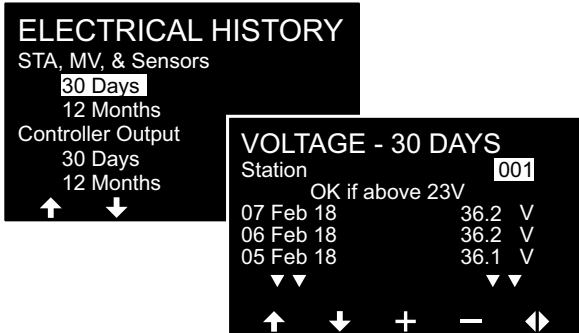 ELECTRICAL HISTORY
STA, MV, & Sensors
30 Days
12 Months
Controller Output
30 Days
12 Months
VOLTAGE - 30 DAYS
Station 001
OK if above 23V
07 Feb 18 36.2 V
06 Feb 18 36.2 V
05 Feb 18 36.1 V